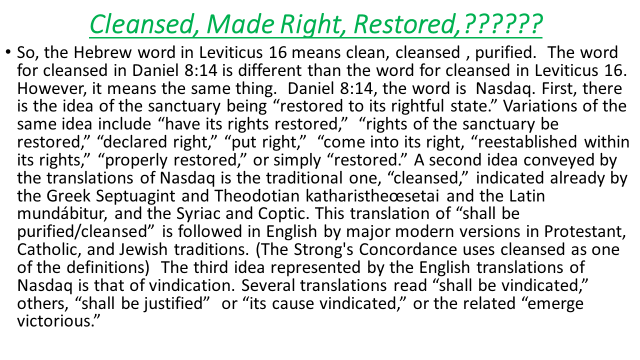 Cleansed, Made Right, Restored,??????
• So, the Hebrew word in Leviticus 16 means clean, cleansed , purified.  The word
for cleansed in Daniel 8:14 is different than the word for cleansed in Leviticus 16.
However, it means the same thing.  Daniel 8:14, the word is  Nasdaq. First, there
is the idea of the sanctuary being “restored to its rightful state.” Variations of the
same idea include “have its rights restored,”  “rights of the sanctuary be
restored,” “declared right,” “put right,”  “come into its right, “reestablished within
its rights,” “properly restored,” or simply “restored.” A second idea conveyed by
the translations of Nasdaq is the traditional one, “cleansed,” indicated already by
the Greek Septuagint and Theodotian katharistheœsetai and the Latin
mundábitur, and the Syriac and Coptic. This translation of “shall be
purified/cleansed” is followed in English by major modern versions in Protestant,
Catholic, and Jewish traditions. (The Strong's Concordance uses cleansed as one
of the definitions)  The third idea represented by the English translations of
Nasdaq is that of vindication. Several translations read “shall be vindicated,”
others, “shall be justified”  or “its cause vindicated,” or the related “emerge
victorious.”